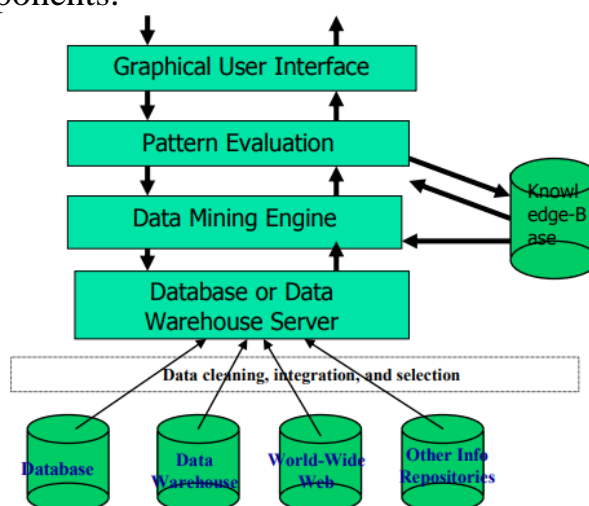 ponents.
Graphical User Interface
Pattern Evaluation
Knowl
edge-B
ase
Data Mining Engine
Database or Data
Warehouse Server
Data cleaning, integration, and selection
Database
Data
Warehouse
World-Wide
Web
Other Info
Repositories